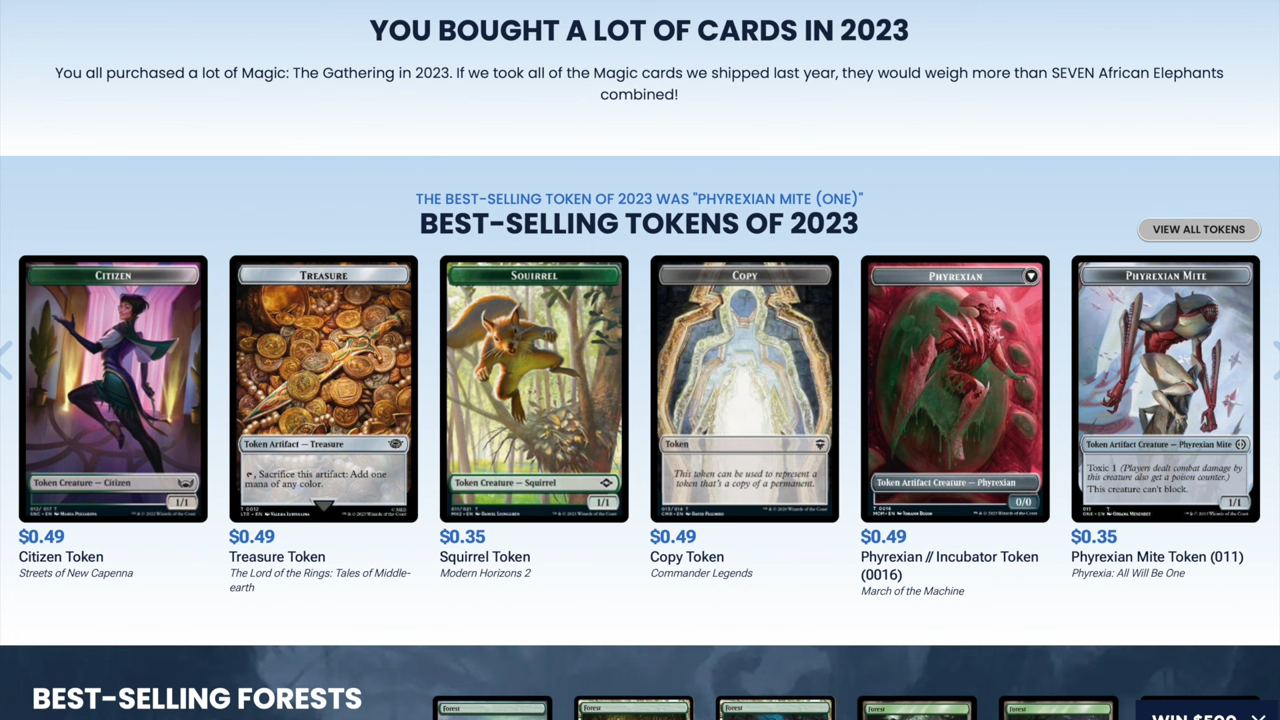 YOU BOUGHT A LOT OF CARDS IN 2023
You all purchased a lot of Magic: The Gathering in 2023. If we took all of the Magic cards we shipped last year, they would weigh more than SEVEN African Elephants
combined!
THE BEST-SELLING TOKEN OF 2023 WAS "PHYREXIAN MITE (ONE)"
BEST-SELLING TOKENS OF 2023
VIEW ALL TOKENS
CITIZEN
Token Creature — Citizen
1/1
$0.49
Citizen Token
Streets of New Capenna
TREASURE
Token Artifact — Treasure
, Sacrifice this artifact: Add one
mana of any color.
$0.49
Treasure Token
The Lord of the Rings: Tales of Middle-
earth
SQUIRREL
Token Creature — Squirrel
1/1
$0.35
Squirrel Token
Modern Horizons 2
COPY
Token
This token can be used to represent a
token that's a copy of a permanent.
$0.49
Copy Token
Commander Legends
PHYREXIAN
Token Artifact Creature — Phyrexian
0/0
$0.49
Phyrexian // Incubator Token
(0016)
March of the Machine
PHYREXIAN MITE
Token Artifact Creature — Phyrexian Mite
Toxic 1 (Players dealt combat damage by
this creature also get a poison counter.)
This creature can't block.
1/1
$0.35
Phyrexian Mite Token (011)
Phyrexia: All Will Be One
BEST-SELLING FORESTS
Forest
Forest
Forest
Forest
Forest